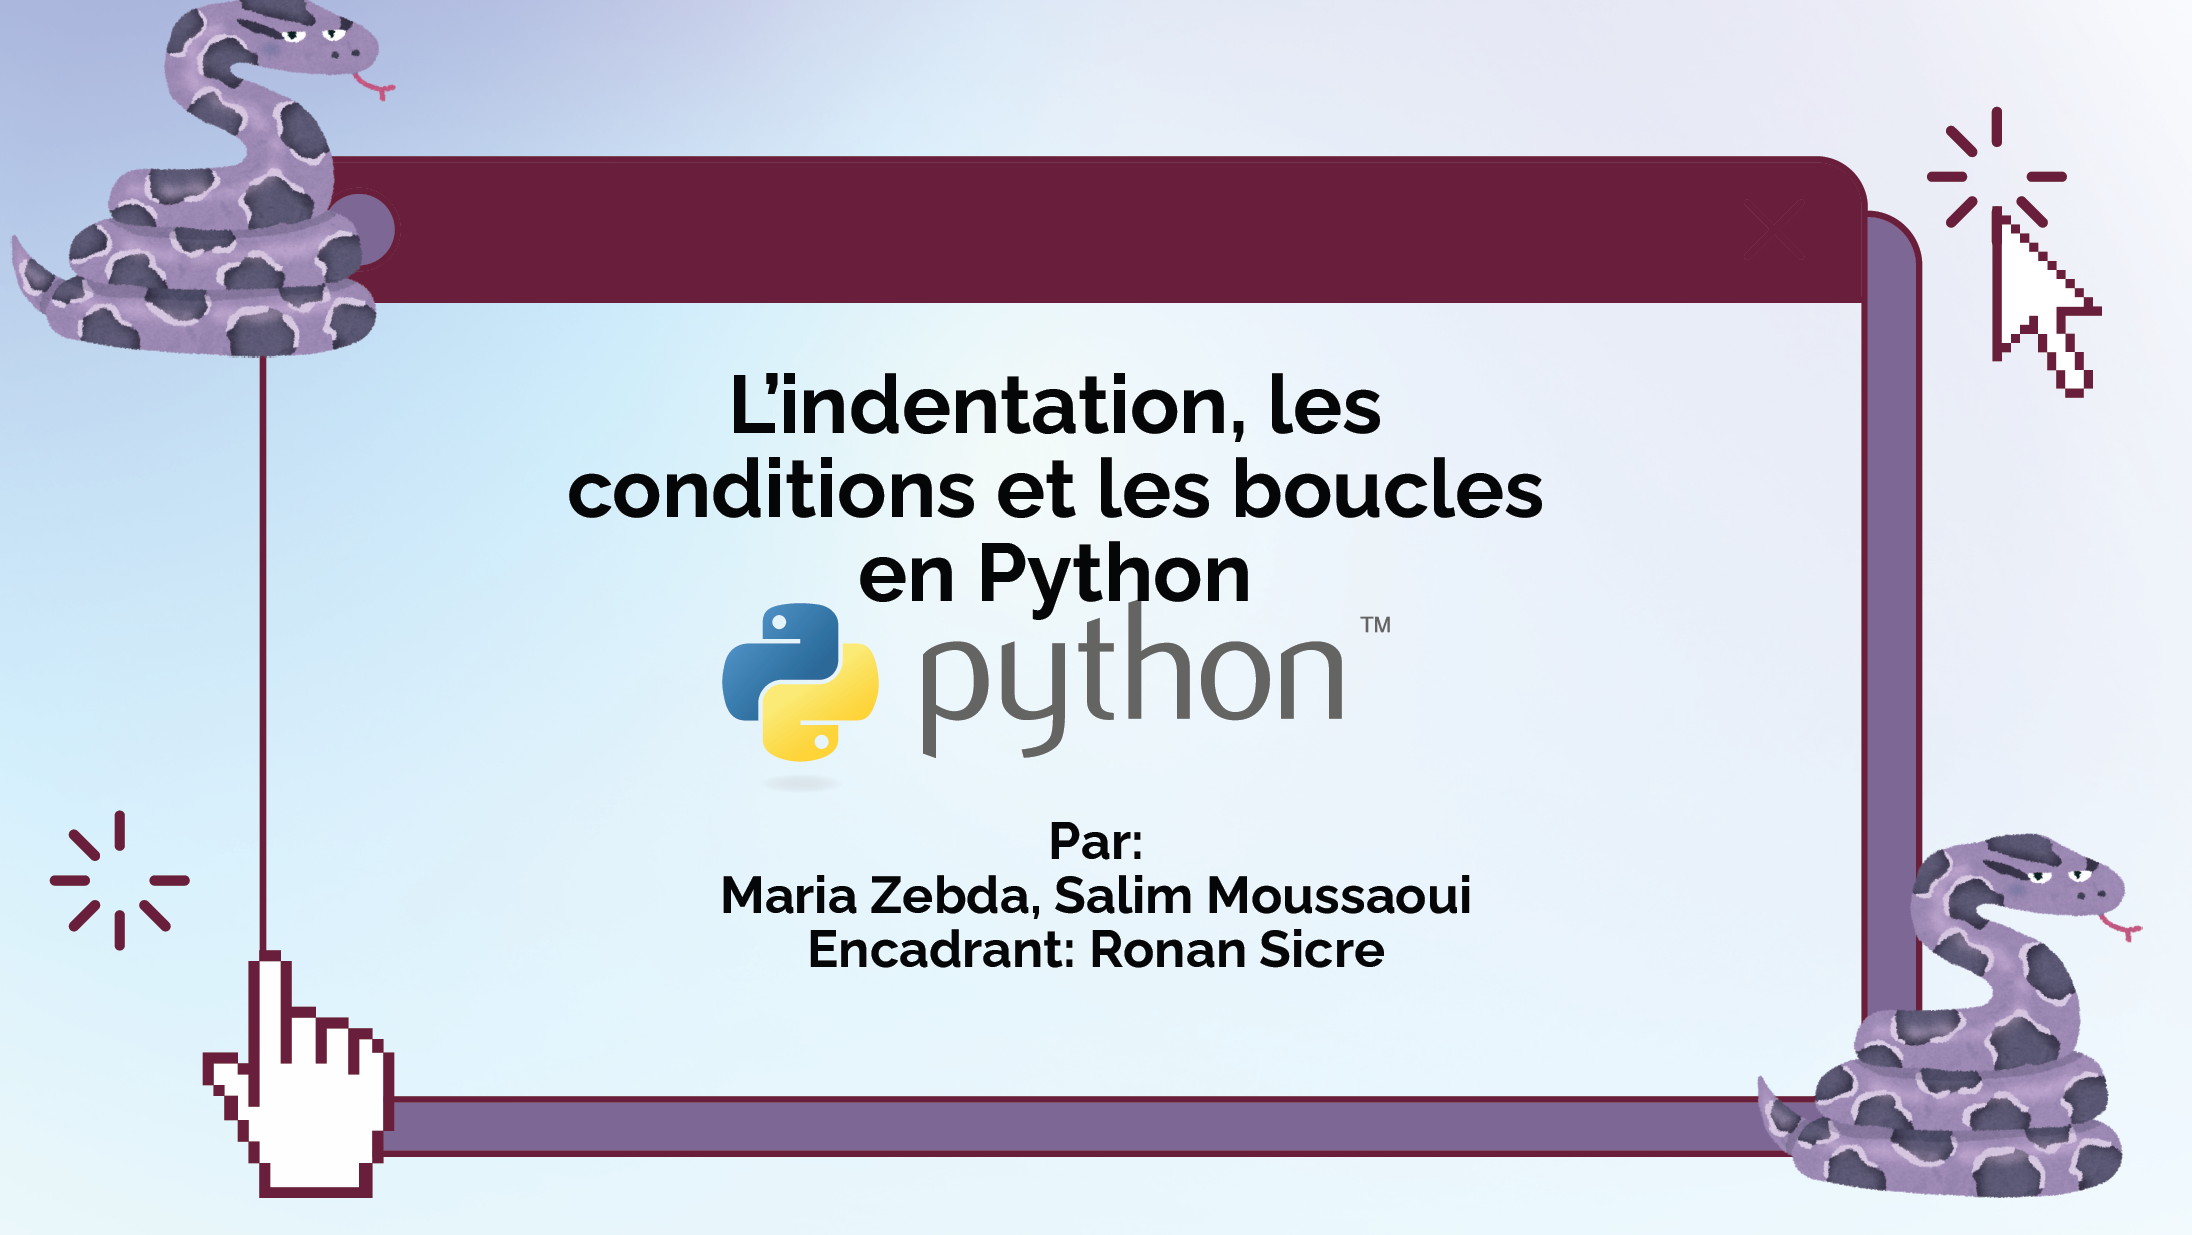 L’indentation, les
conditions et les boucles
en Python
python™
Par:
Maria Zebda, Salim Moussaoui
Encadrant: Ronan Sicre